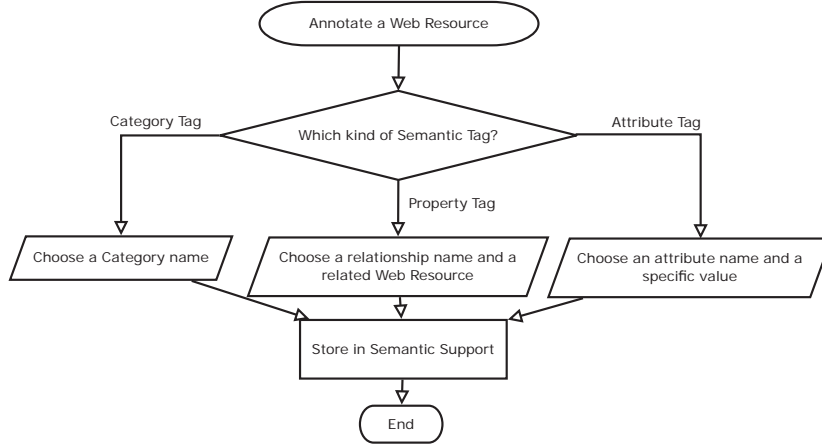 Annotate a Web Resource
Category Tag
Which kind of Semantic Tag?
Attribute Tag
Property Tag
Choose a Category name
Choose a relationship name and a
related Web Resource
Choose an attribute name and a
specific value
Store in Semantic Support
End